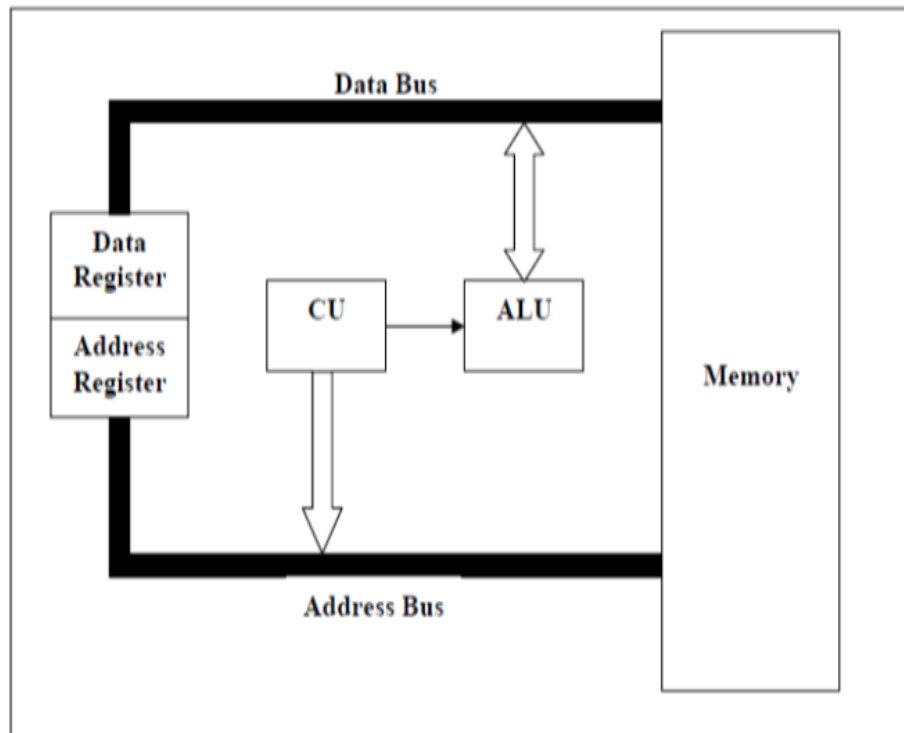 Data Bus
Data
Register
Address
Register
CU
ALU
Memory
Address Bus